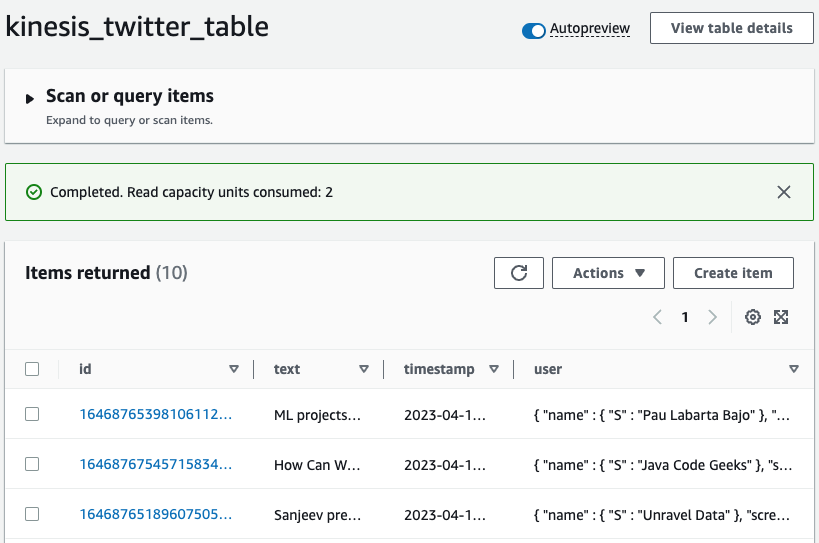 kinesis_twitter_table
Autopreview
View table details
Scan or query items
Expand to query or scan items.
Completed. Read capacity units consumed: 2
Items returned (10)
Actions
Create item
1
id text timestamp user
16468765398106112... ML projects... 2023-04-1... { "name" : { "S" : "Pau Labarta Bajo" }, "...
16468767545715834... How Can W... 2023-04-1... { "name" : { "S" : "Java Code Geeks" }, "s...
16468765189607505... Sanjeev pre... 2023-04-1... { "name" : { "S" : "Unravel Data" }, "scre...